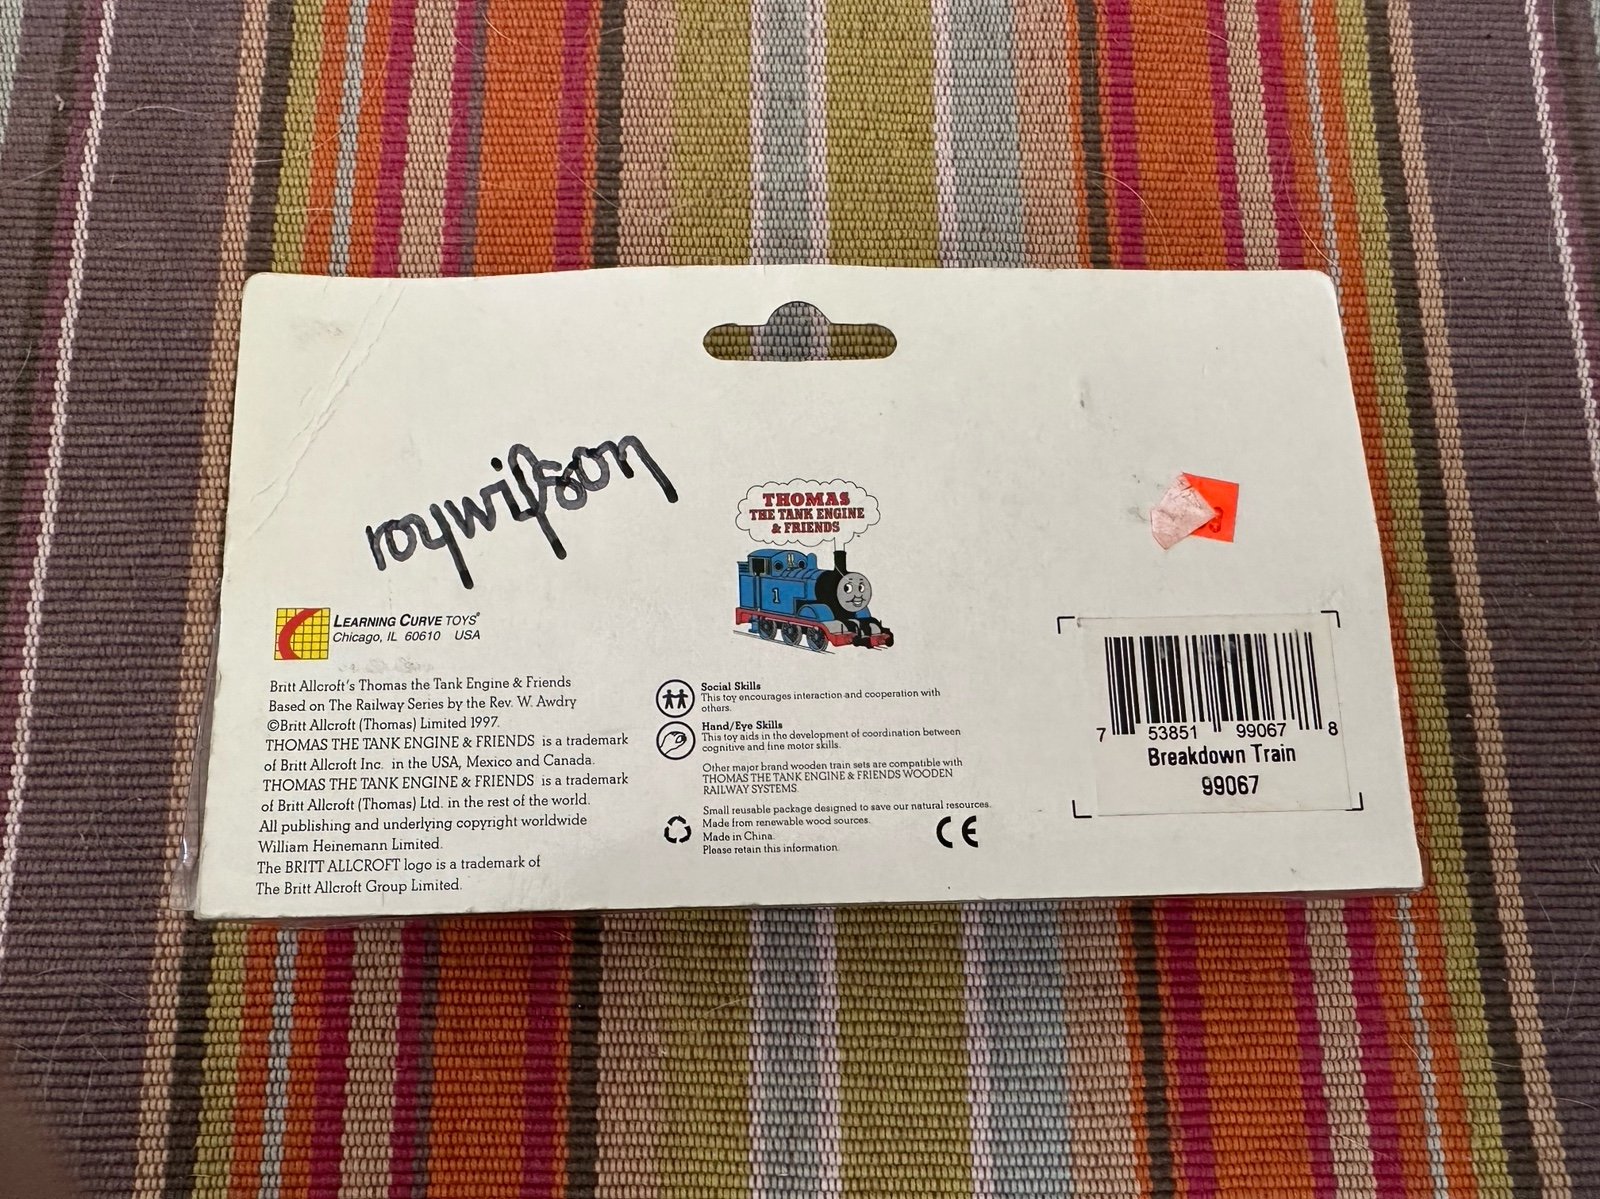 roywilson
THOMAS
THE TANK ENGINE
& FRIENDS
1
LEARNING CURVE TOYS®
Chicago, IL 60610 USA
Britt Allcroft's Thomas the Tank Engine & Friends
Based on The Railway Series by the Rev. W. Awdry
©Britt Allcroft (Thomas) Limited 1997.
THOMAS THE TANK ENGINE & FRIENDS is a trademark
of Britt Allcroft Inc. in the USA, Mexico and Canada.
THOMAS THE TANK ENGINE & FRIENDS is a trademark
of Britt Allcroft (Thomas) Ltd. in the rest of the world.
All publishing and underlying copyright worldwide
William Heinemann Limited.
The BRITT ALLCROFT logo is a trademark of
The Britt Allcroft Group Limited.
Social Skills
This toy encourages interaction and cooperation with
others.
Hand/Eye Skills
This toy aids in the development of coordination between
cognitive and fine motor skills.
Other major brand wooden train sets are compatible with
THOMAS THE TANK ENGINE & FRIENDS WOODEN
RAILWAY SYSTEMS.
Small reusable package designed to save our natural resources.
Made from renewable wood sources.
Made in China.
Please retain this information.
CE
7 53851 99067 8
Breakdown Train
99067